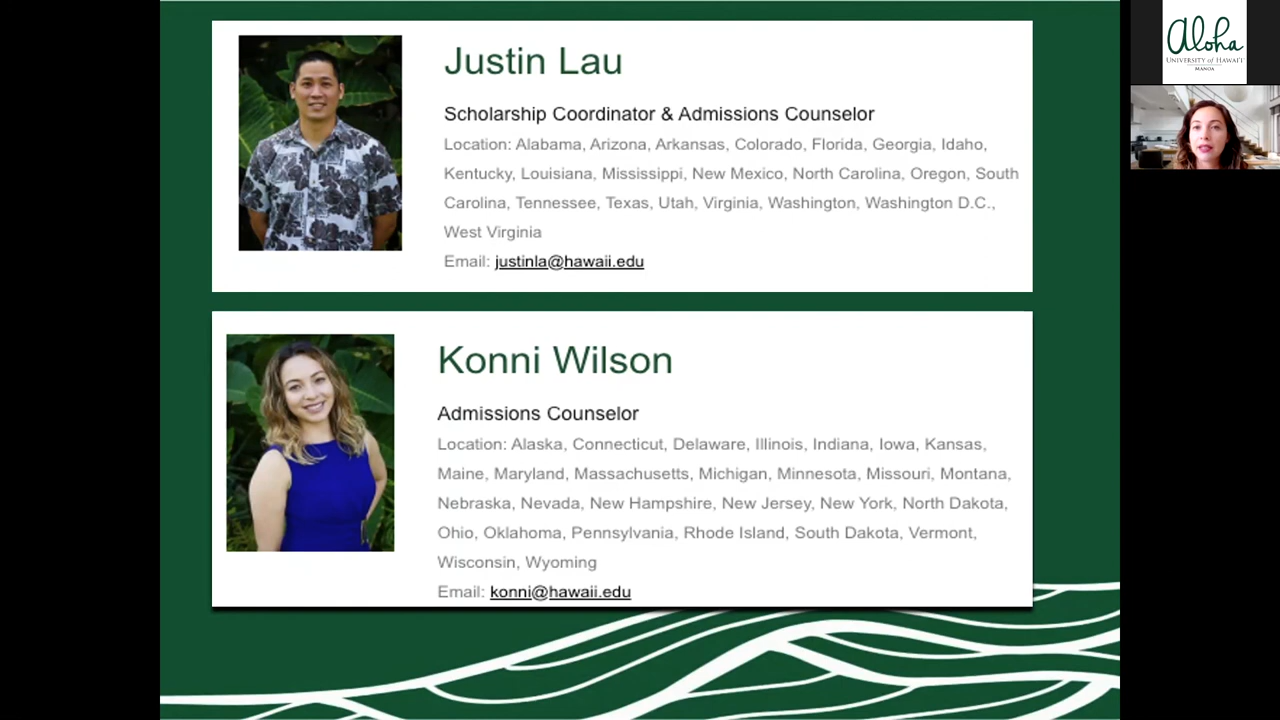 Justin Lau
Scholarship Coordinator & Admissions Counselor
Location: Alabama, Arizona, Arkansas, Colorado, Florida, Georgia, Idaho,
Kentucky, Louisiana, Mississippi, New Mexico, North Carolina, Oregon, South
Carolina, Tennessee, Texas, Utah, Virginia, Washington, Washington D.C.,
West Virginia
Email: justinla@hawaii.edu
Konni Wilson
Admissions Counselor
Location: Alaska, Connecticut, Delaware, Illinois, Indiana, Iowa, Kansas,
Maine, Maryland, Massachusetts, Michigan, Minnesota, Missouri, Montana,
Nebraska, Nevada, New Hampshire, New Jersey, New York, North Dakota,
Ohio, Oklahoma, Pennsylvania, Rhode Island, South Dakota, Vermont,
Wisconsin, Wyoming
Email: konni@hawaii.edu
Aloha
UNIVERSITY of HAWAIʻI
MĀNOA